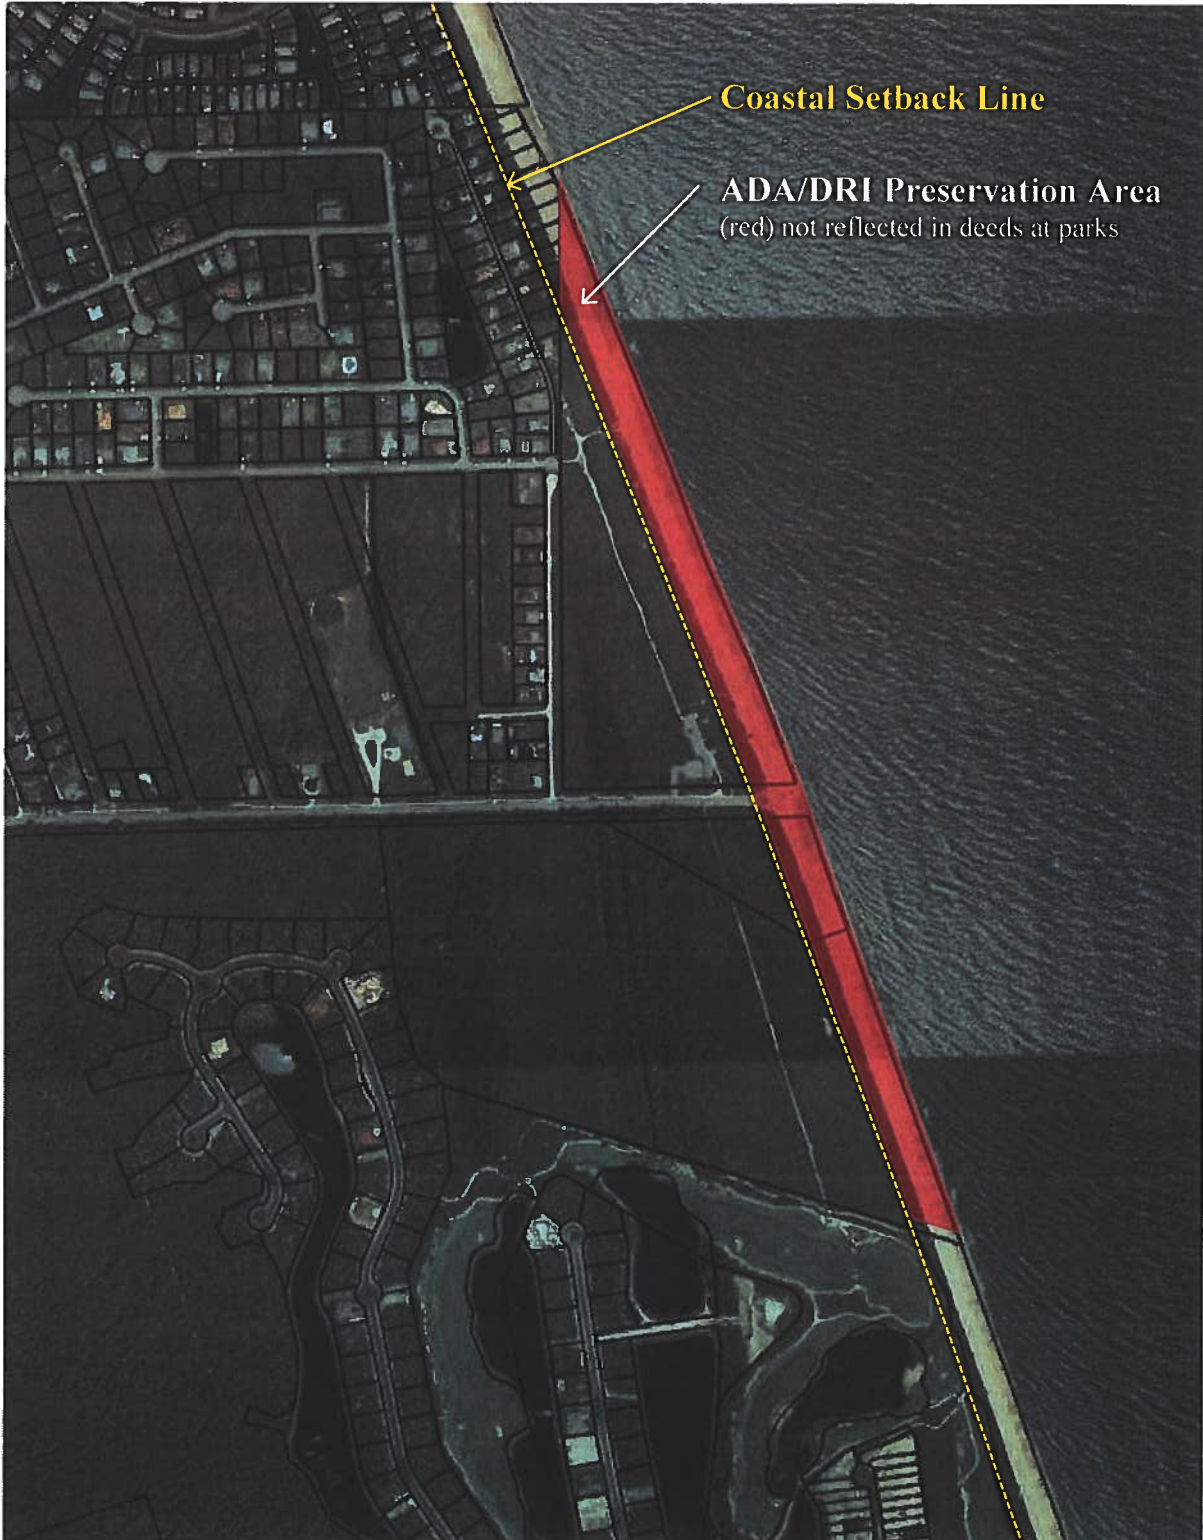 Coastal Setback Line
ADA/DRI Preservation Area
(red) not reflected in deeds at parks